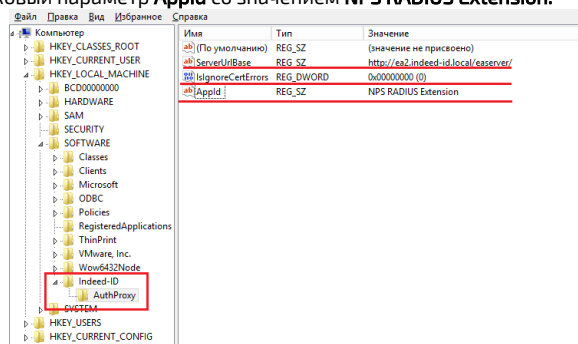 ковый параметр AppId со значением NPS RADIUS Extension.
Файл Правка Вид Избранное Справка
Компьютер
HKEY_CLASSES_ROOT
HKEY_CURRENT_USER
HKEY_LOCAL_MACHINE
BCD00000000
HARDWARE
SAM
SECURITY
SOFTWARE
Classes
Clients
Microsoft
ODBC
Policies
RegisteredApplications
ThinPrint
VMware, Inc.
Wow6432Node
Indeed-ID
AuthProxy
SYSTEM
HKEY_USERS
HKEY_CURRENT_CONFIG
Имя Тип Значение
(По умолчанию) REG_SZ (значение не присвоено)
ServerUrlBase REG_SZ http://ea2.indeed-id.local/easerver/
IsIgnoreCertErrors REG_DWORD 0x00000000 (0)
AppId REG_SZ NPS RADIUS Extension